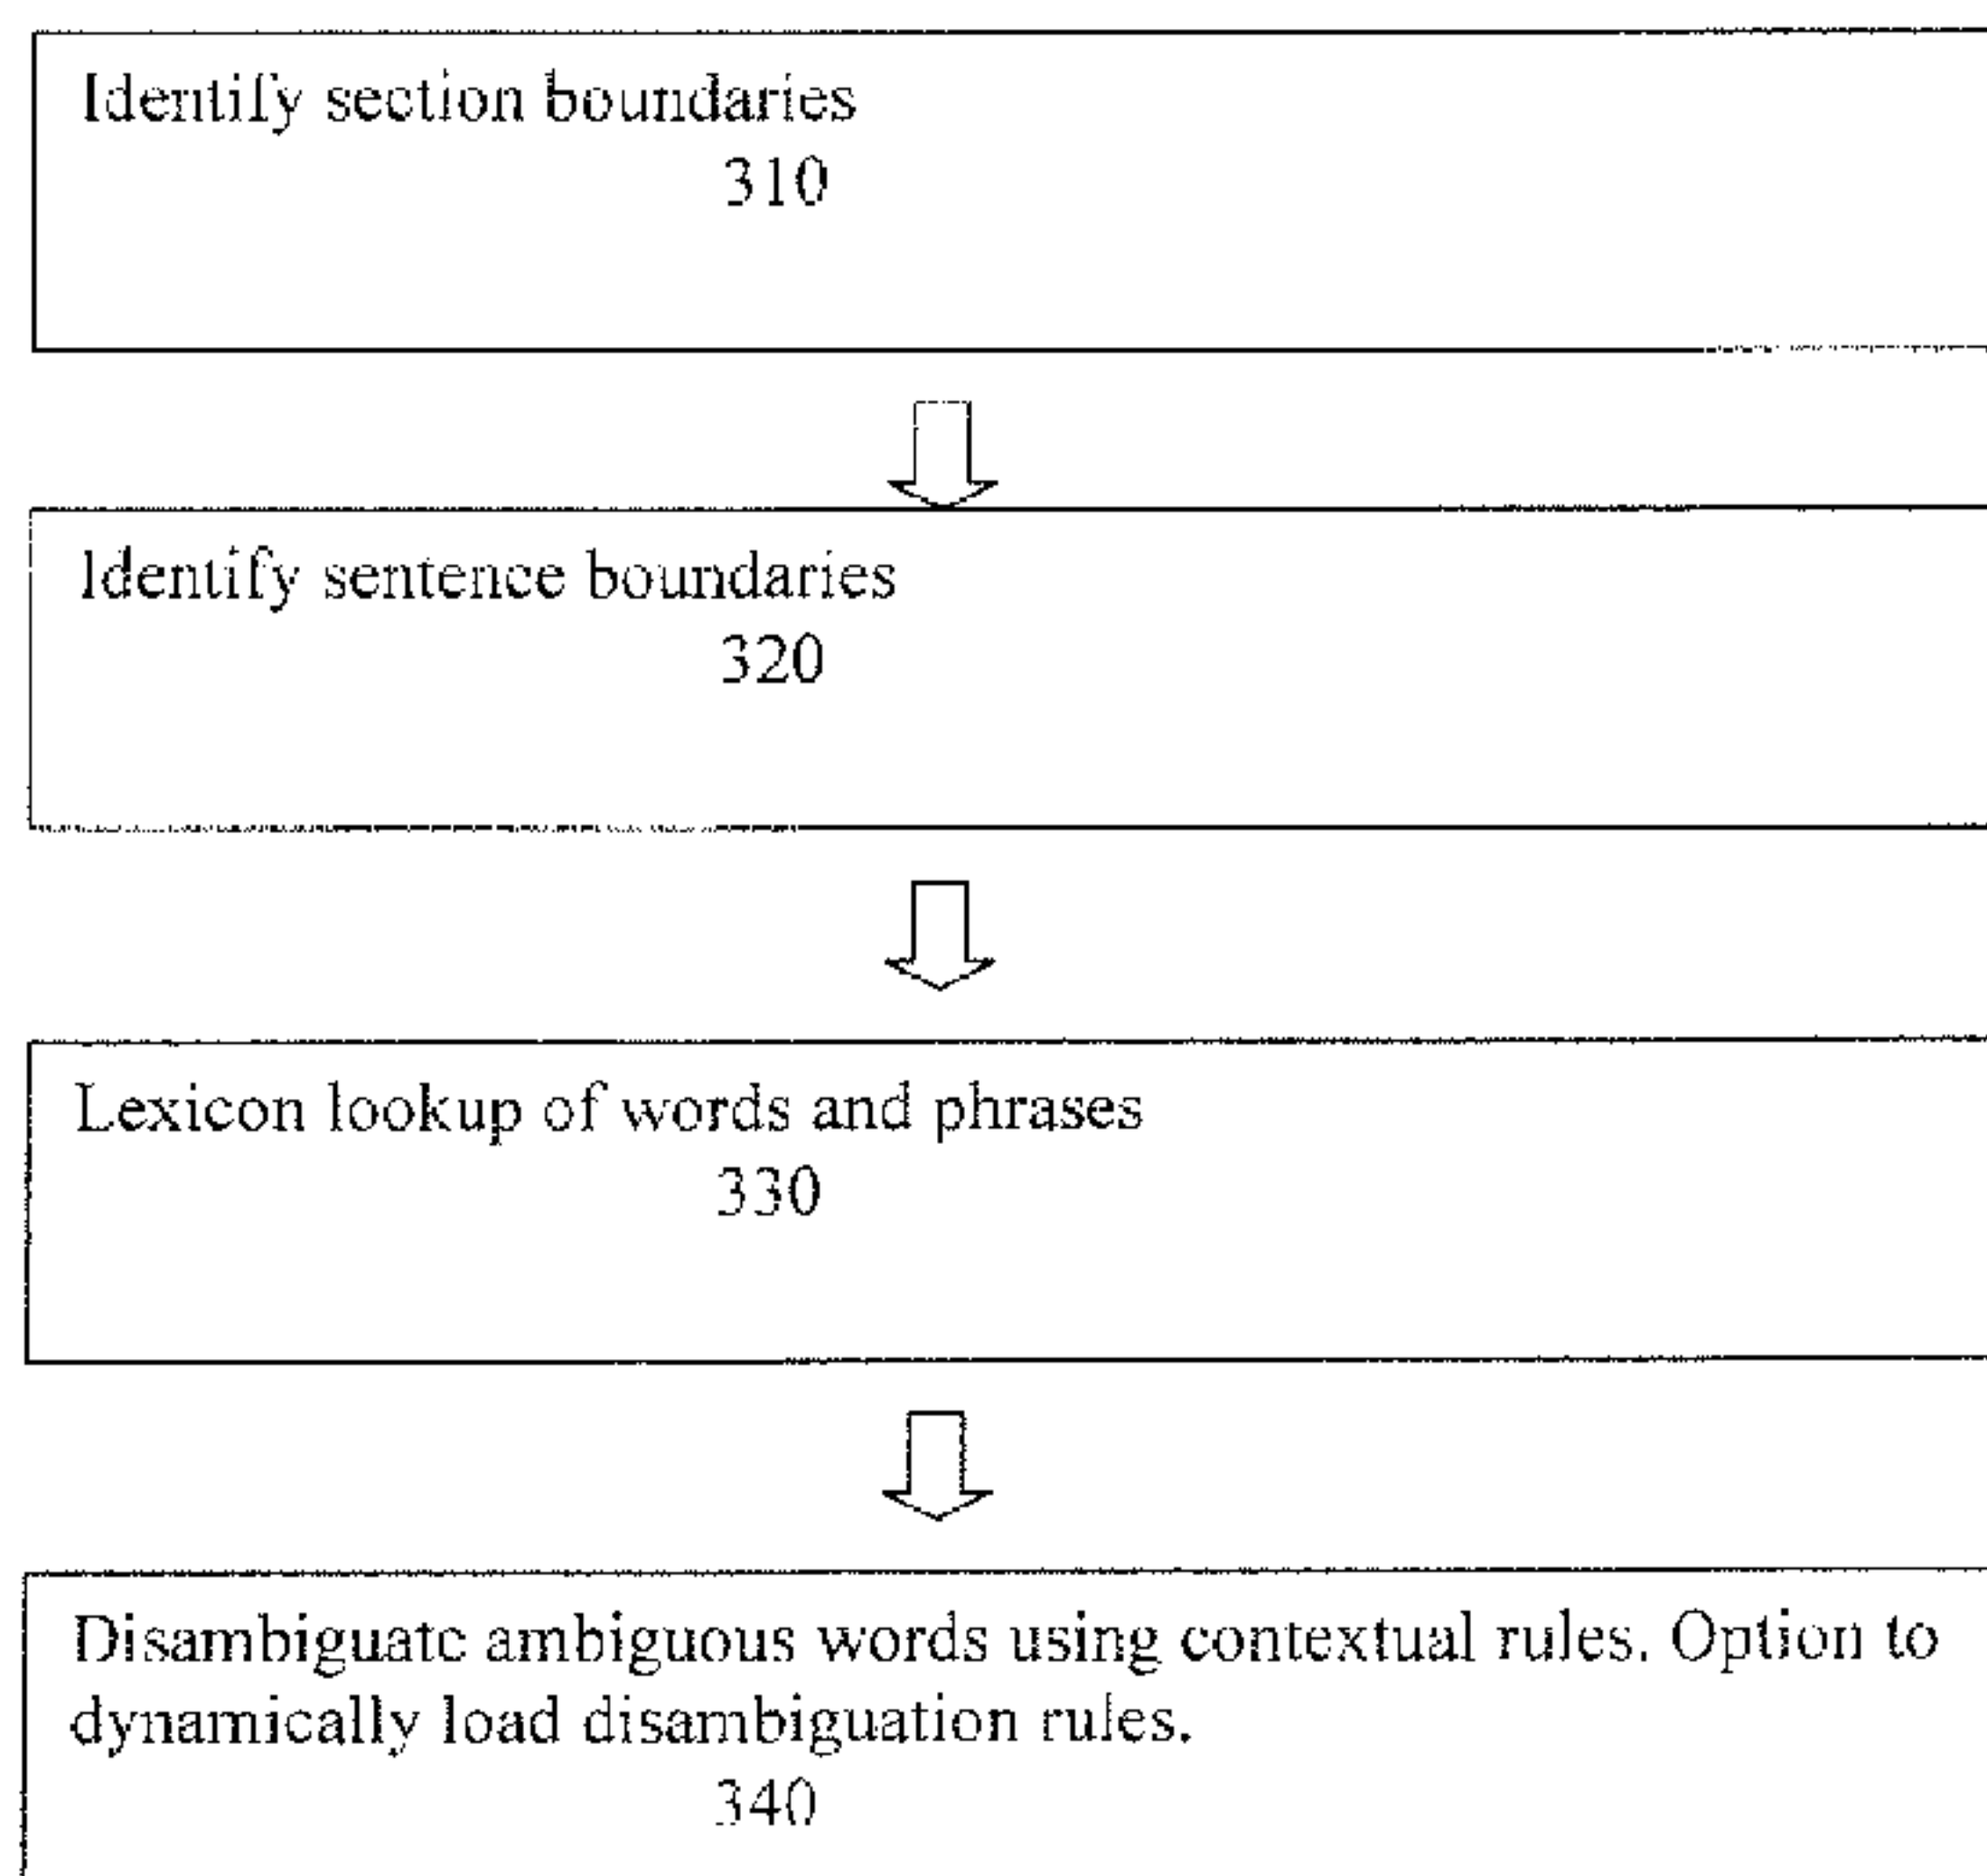 Identify section boundaries
310
Identify sentence boundaries
320
Lexicon lookup of words and phrases
330
Disambiguate ambiguous words using contextual rules. Option to
dynamically load disambiguation rules.
340